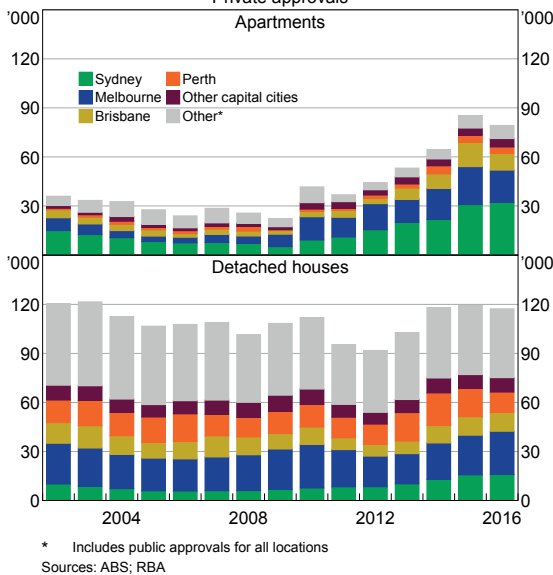 Private approvals
’000 Apartments ’000
120 120
Sydney Perth
Melbourne Other capital cities
Brisbane Other*
90 90
60 60
30 30
’000 Detached houses ’000
120 120
90 90
60 60
30 30
0 0
2004 2008 2012 2016
* Includes public approvals for all locations
Sources: ABS; RBA